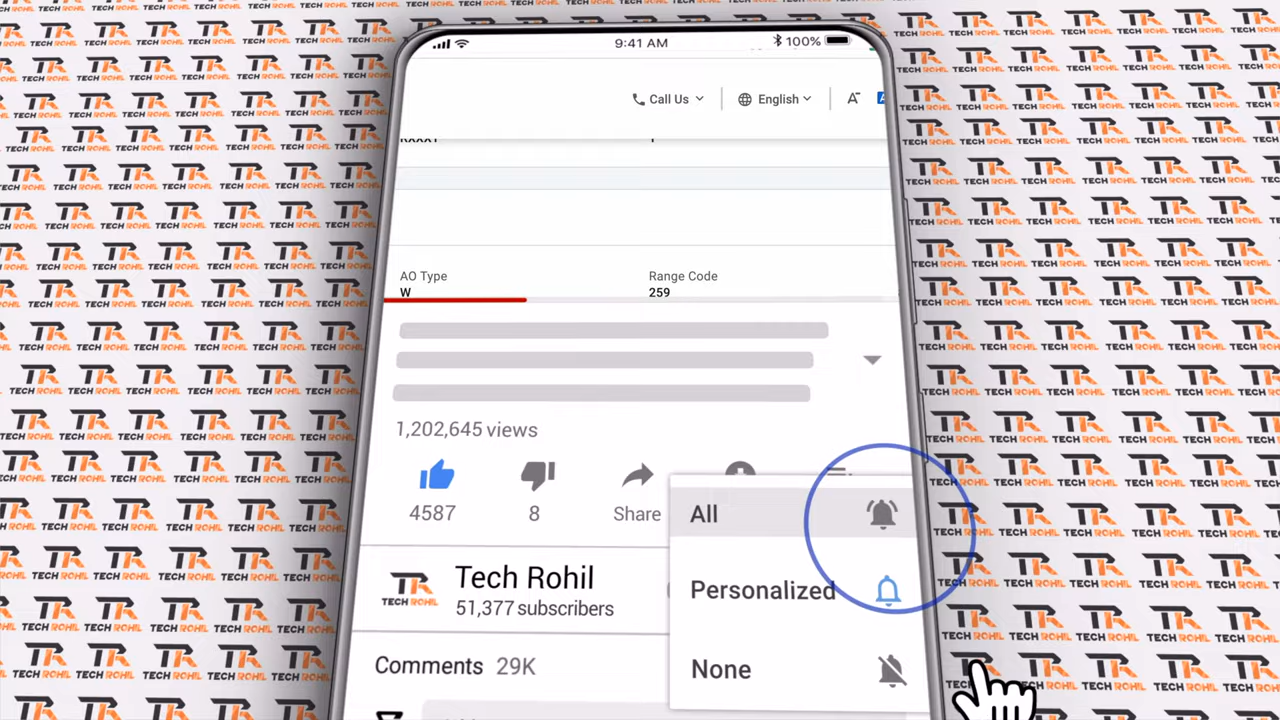 9:41 AM
100%
Call Us
English
A-
AO Type
W
Range Code
259
1,202,645 views
4587
8
Share
All
Personalized
None
TECH ROHIL
Tech Rohil
51,377 subscribers
Comments 29K